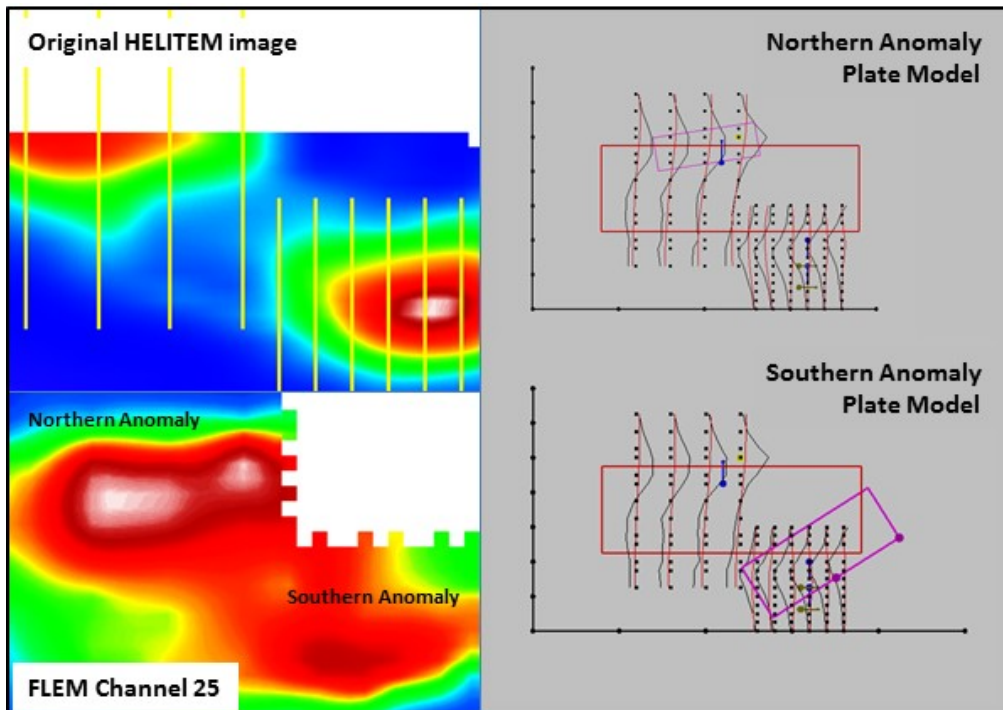 Original HELITEM image
Northern Anomaly
Plate Model
Northern Anomaly
Southern Anomaly
FLEM Channel 25
Southern Anomaly
Plate Model